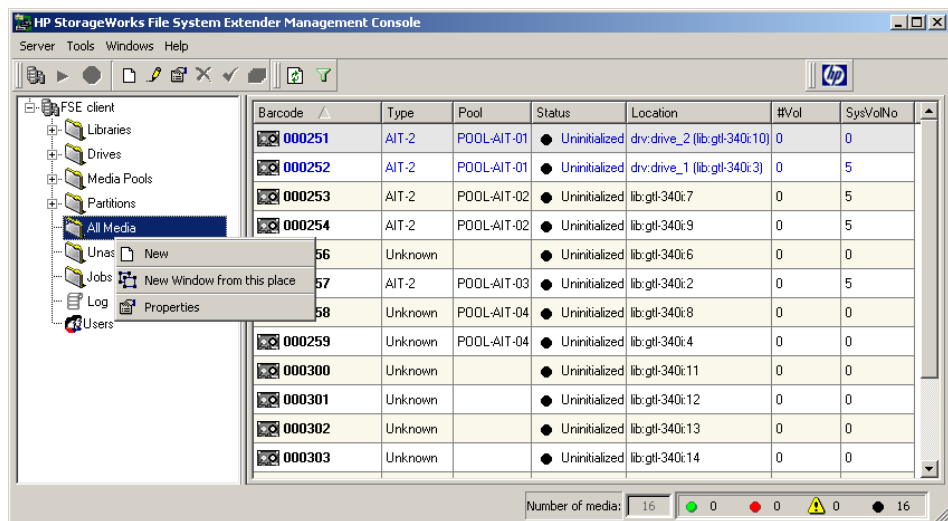 HP StorageWorks File System Extender Management Console
Server Tools Windows Help
hp
FSE client
Libraries
Drives
Media Pools
Partitions
All Media
Unas
Jobs
Log
Users
New
New Window from this place
Properties
Barcode Type Pool Status Location #Vol SysVolNo
000251 AIT-2 POOL-AIT-01 Uninitialized drv:drive_2 (lib:gtl-340i:10) 0 0
000252 AIT-2 POOL-AIT-01 Uninitialized drv:drive_1 (lib:gtl-340i:3) 0 5
000253 AIT-2 POOL-AIT-02 Uninitialized lib:gtl-340i:7 0 5
000254 AIT-2 POOL-AIT-02 Uninitialized lib:gtl-340i:9 0 5
56 Unknown Uninitialized lib:gtl-340i:6 0 0
57 AIT-2 POOL-AIT-03 Uninitialized lib:gtl-340i:2 0 5
58 Unknown POOL-AIT-04 Uninitialized lib:gtl-340i:8 0 0
000259 Unknown POOL-AIT-04 Uninitialized lib:gtl-340i:4 0 0
000300 Unknown Uninitialized lib:gtl-340i:11 0 0
000301 Unknown Uninitialized lib:gtl-340i:12 0 0
000302 Unknown Uninitialized lib:gtl-340i:13 0 0
000303 Unknown Uninitialized lib:gtl-340i:14 0 0
Number of media: 16 0 0 0 16